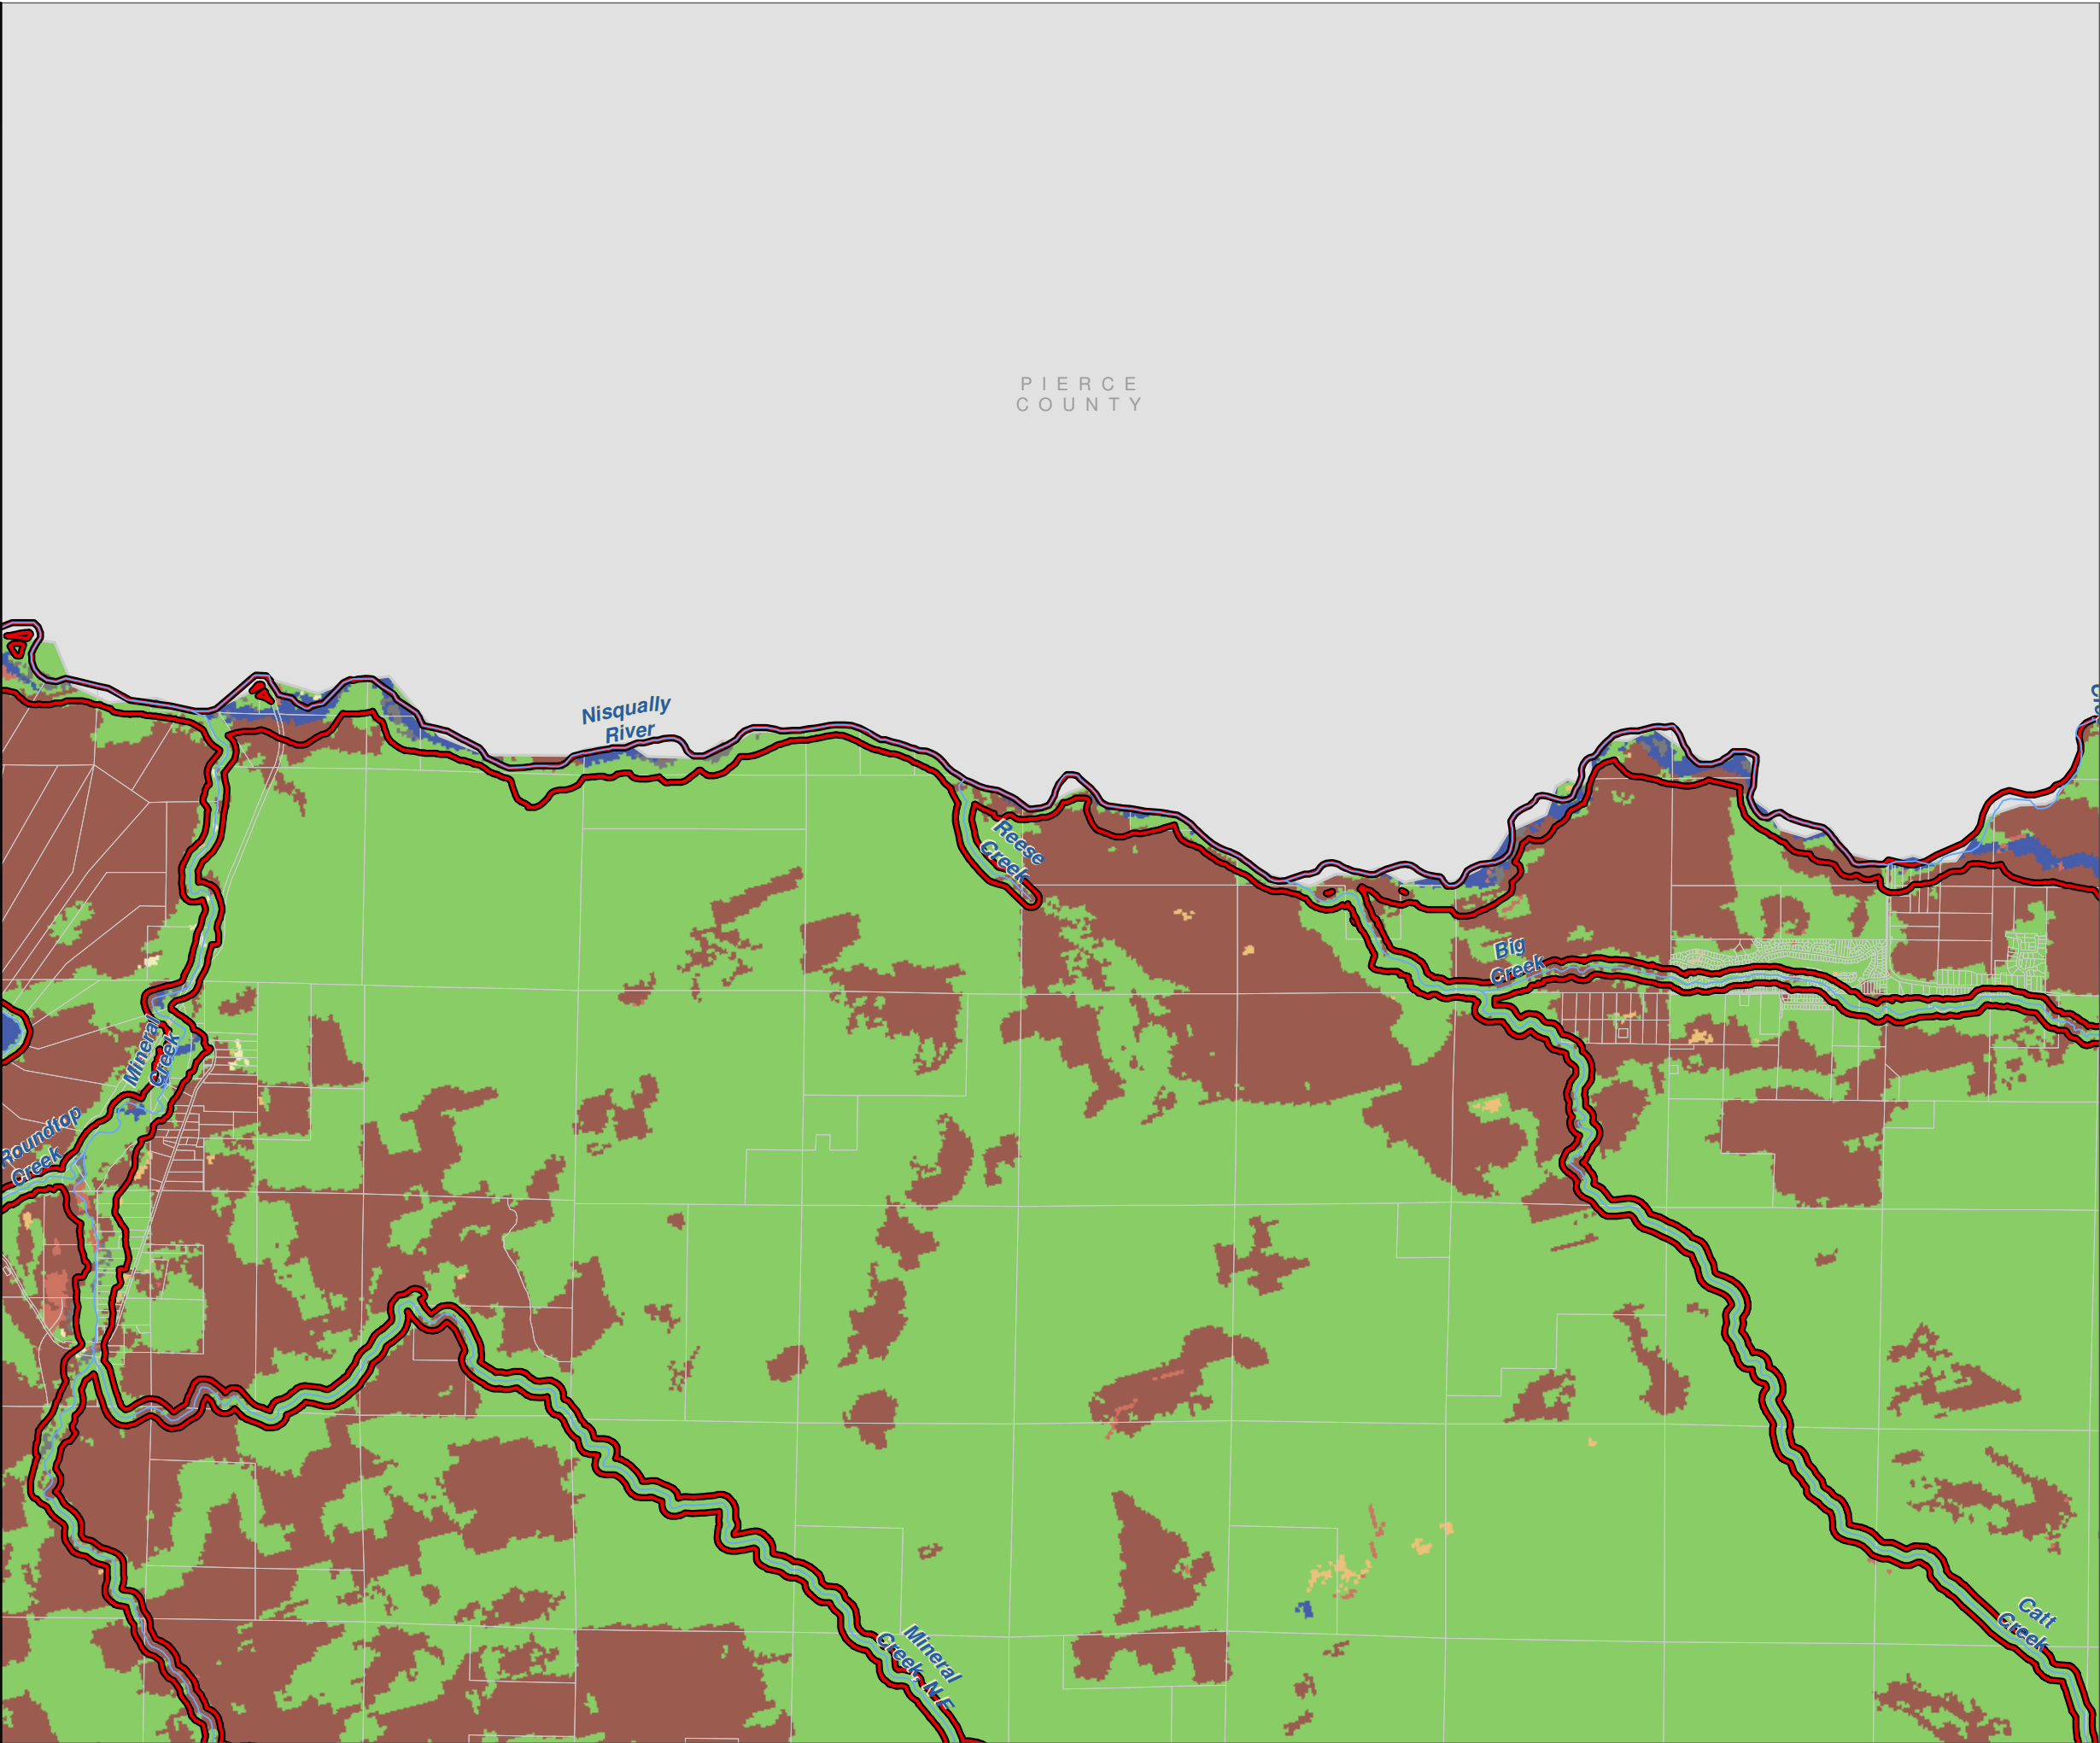 PIERCE
COUNTY
Nisqually
River
Reese
Creek
Big
Creek
Mineral
Creek
Roundtop
Creek
Mineral
Creek, N F
Catt
Creek